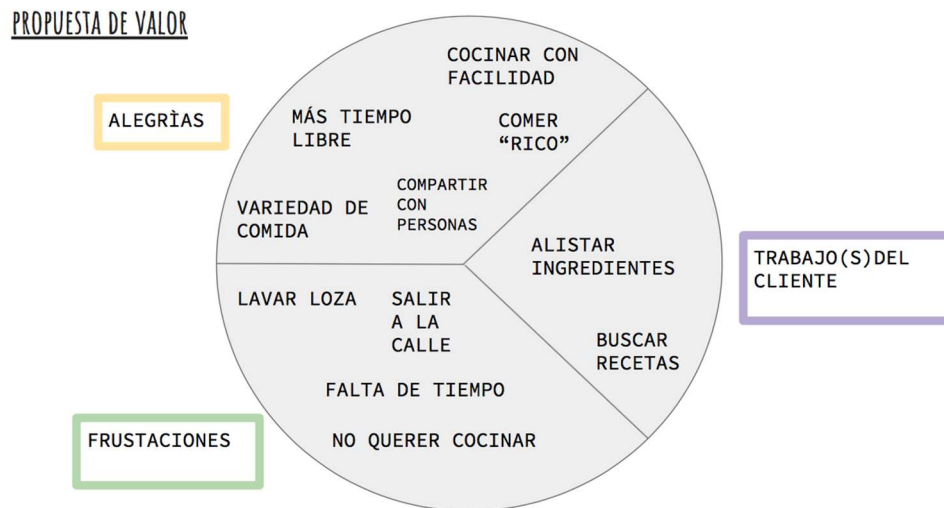 PROPUESTA DE VALOR
COCINAR CON
FACILIDAD
ALEGRÌAS
MÁS TIEMPO
LIBRE
COMER
“RICO”
COMPARTIR
CON
PERSONAS
VARIEDAD DE
COMIDA
ALISTAR
INGREDIENTES
TRABAJO(S)DEL
CLIENTE
LAVAR LOZA
SALIR
A LA
CALLE
BUSCAR
RECETAS
FALTA DE TIEMPO
FRUSTACIONES
NO QUERER COCINAR